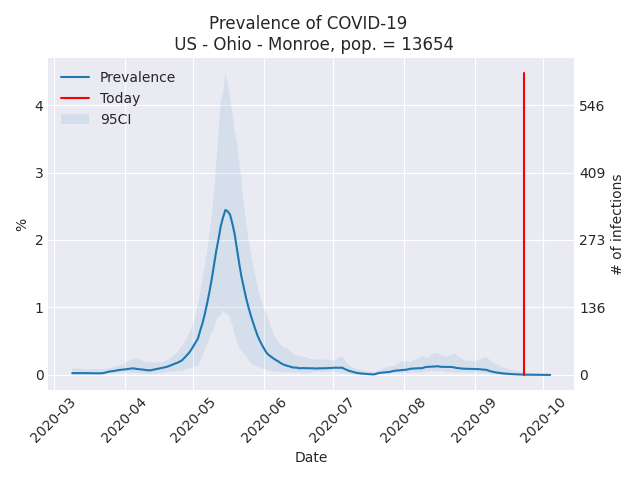 Prevalence of COVID-19
US - Ohio - Monroe, pop. = 13654
Prevalence
Today
95CI
%
4
3
2
1
0
546
409
273
136
0
# of infections
2020-03
2020-04
2020-05
2020-06
2020-07
2020-08
2020-09
2020-10
Date